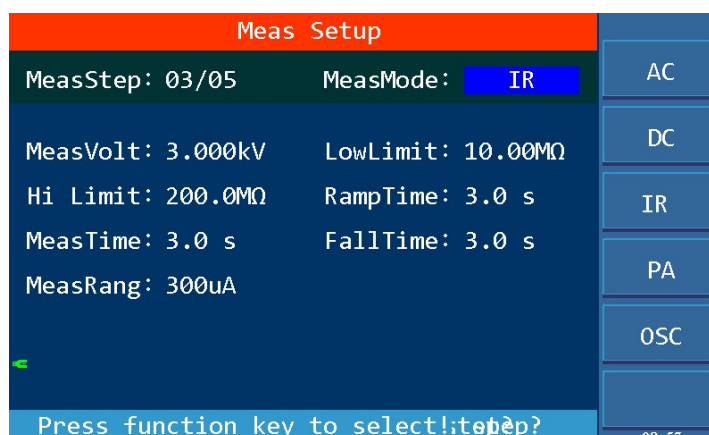 Meas Setup
MeasStep: 03/05 MeasMode: IR
MeasVolt: 3.000kV LowLimit: 10.00MΩ
Hi Limit: 200.0MΩ RampTime: 3.0 s
MeasTime: 3.0 s FallTime: 3.0 s
MeasRang: 300uA
Press function key to select!
AC
DC
IR
PA
OSC